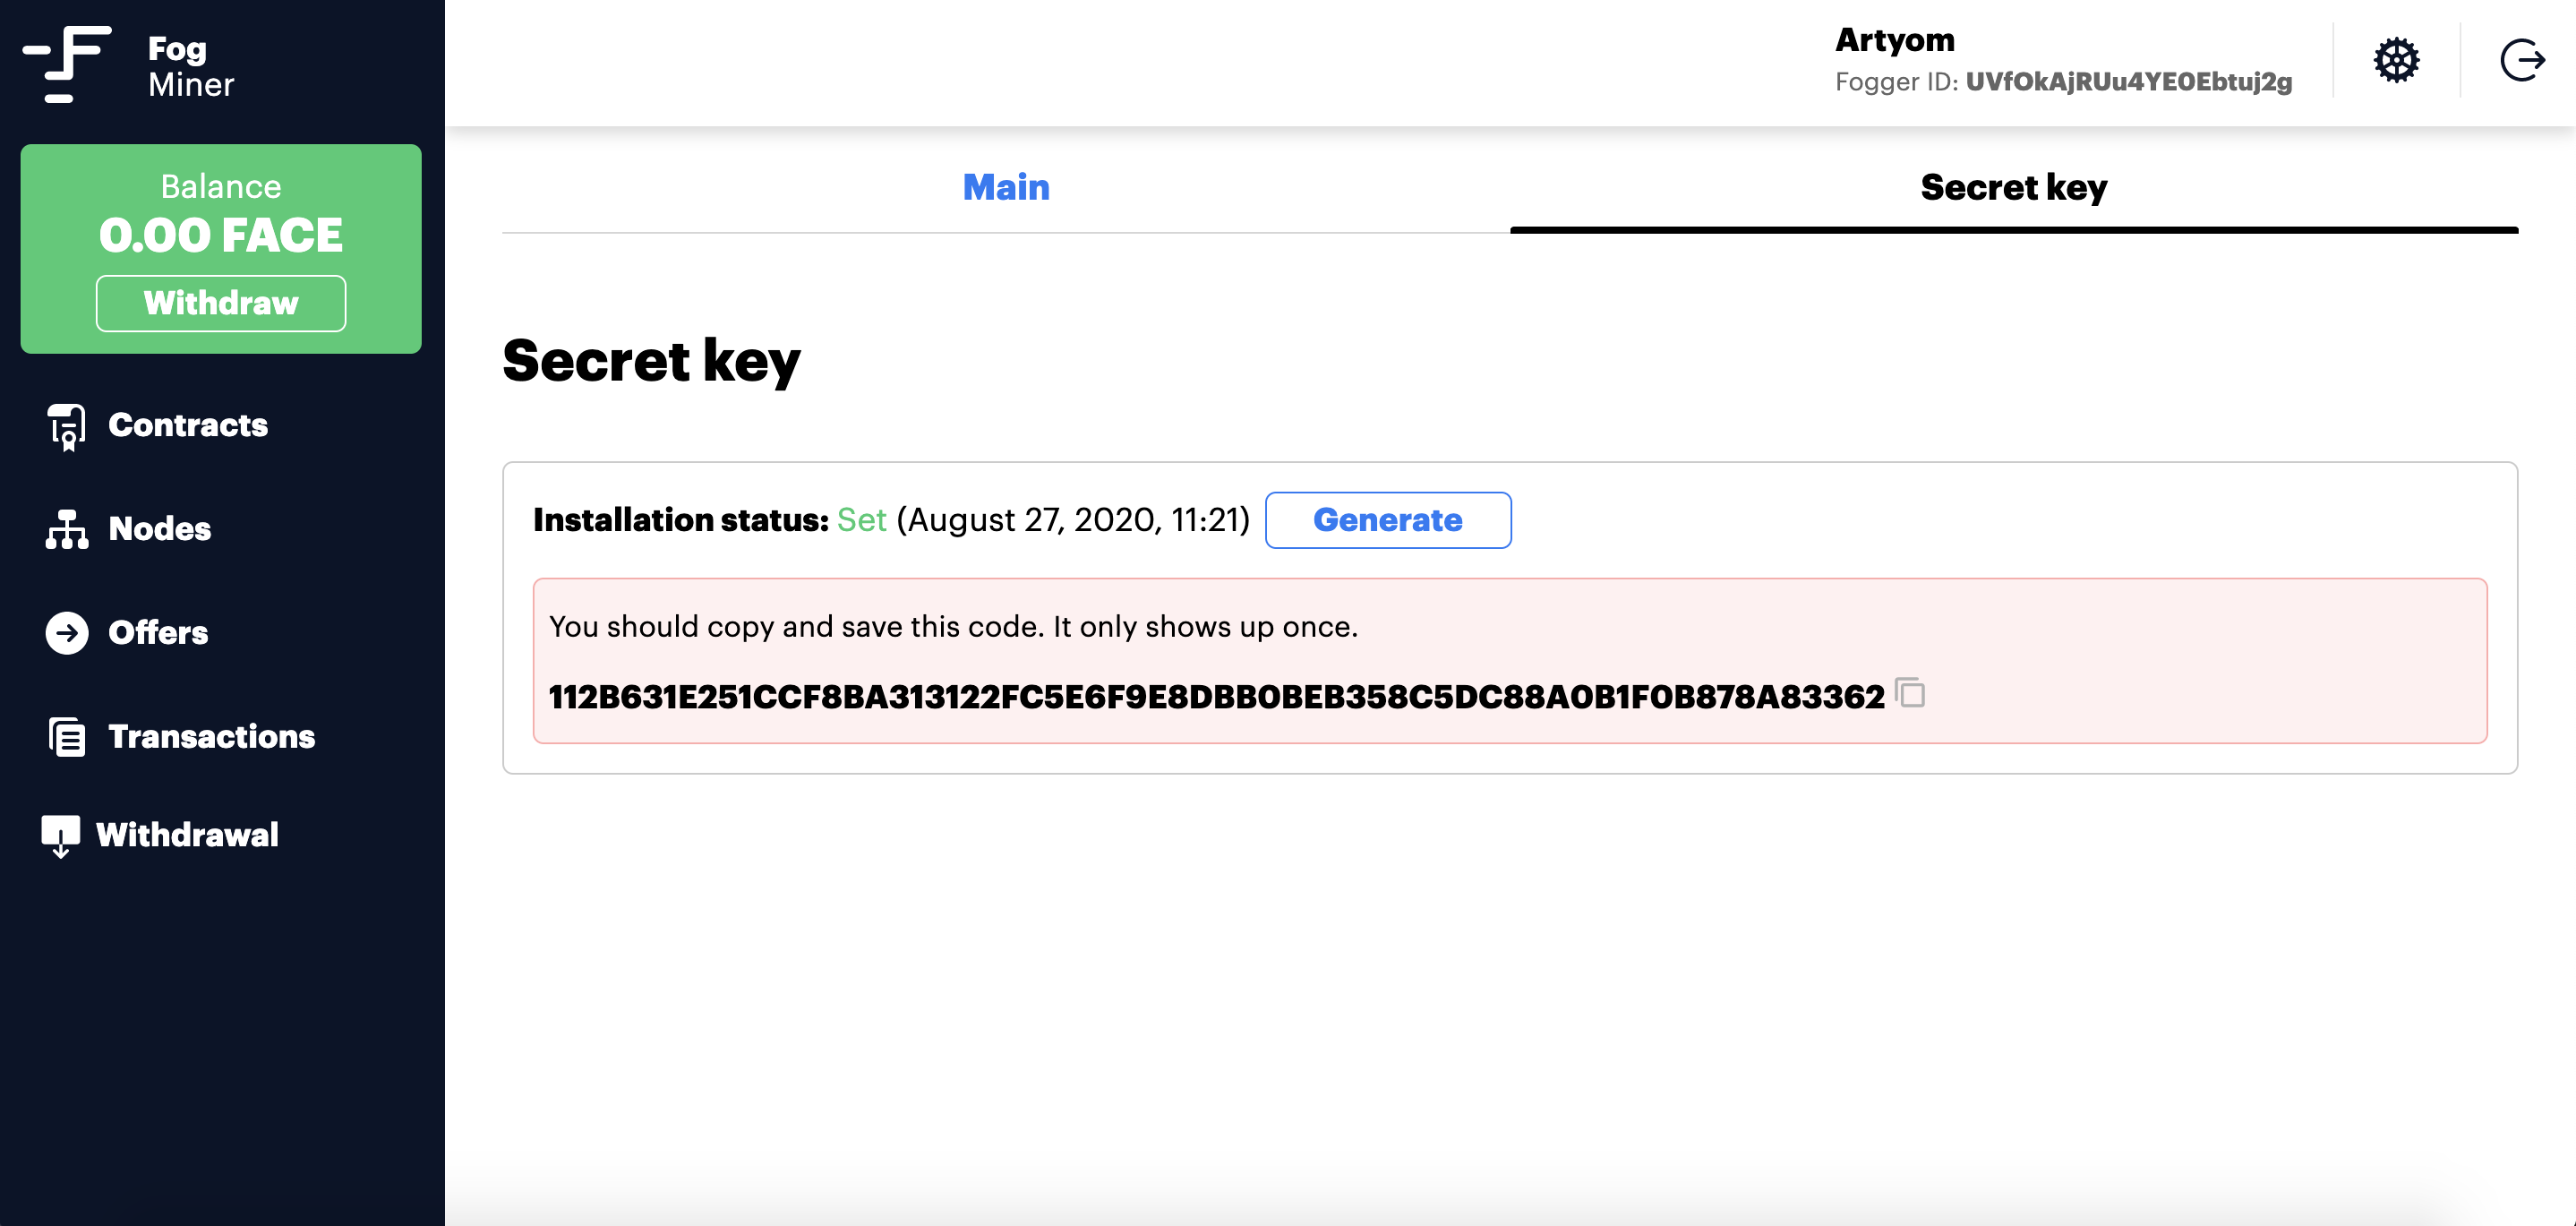 Fog
Miner
Artyom
Fogger ID: UVfOkAjRUu4YE0Ebtuj2g
Balance
0.00 FACE
Withdraw
Contracts
Nodes
Offers
Transactions
Withdrawal
Main
Secret key
Secret key
Installation status: Set (August 27, 2020, 11:21)
Generate
You should copy and save this code. It only shows up once.
112B631E251CCF8BA313122FC5E6F9E8DBB0BEB358C5DC88A0B1F0B878A83362